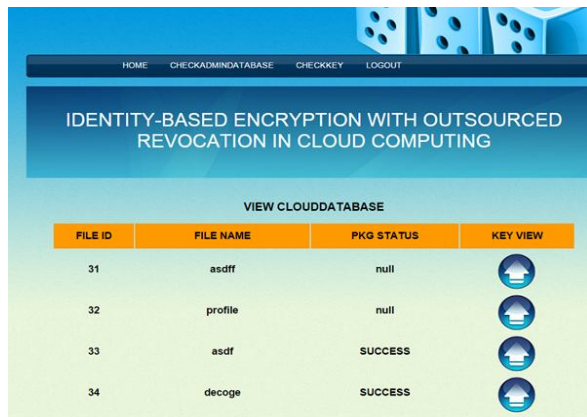 HOME CHECKADMINDATABASE CHECKKEY LOGOUT
IDENTITY-BASED ENCRYPTION WITH OUTSOURCED
REVOCATION IN CLOUD COMPUTING
VIEW CLOUDDATABASE
FILE ID FILE NAME PKG STATUS KEY VIEW
31 asdff null
32 profile null
33 asdf SUCCESS
34 decoge SUCCESS